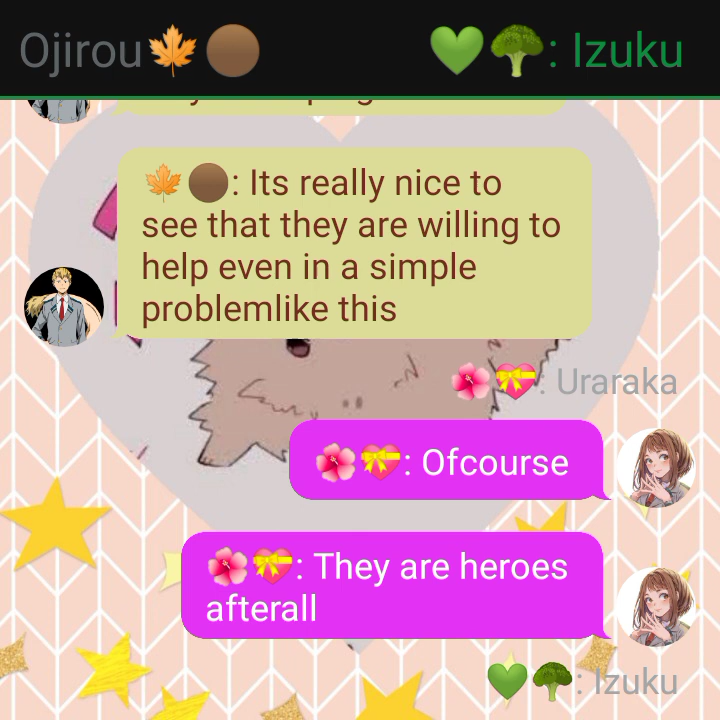 Ojirou🍁🟤
💚🥦: Izuku
🍁🟤: Its really nice to
see that they are willing to
help even in a simple
problemlike this
🌺💝: Uraraka
🌺💝: Ofcourse
🌺💝: They are heroes
afterall
💚🥦: Izuku